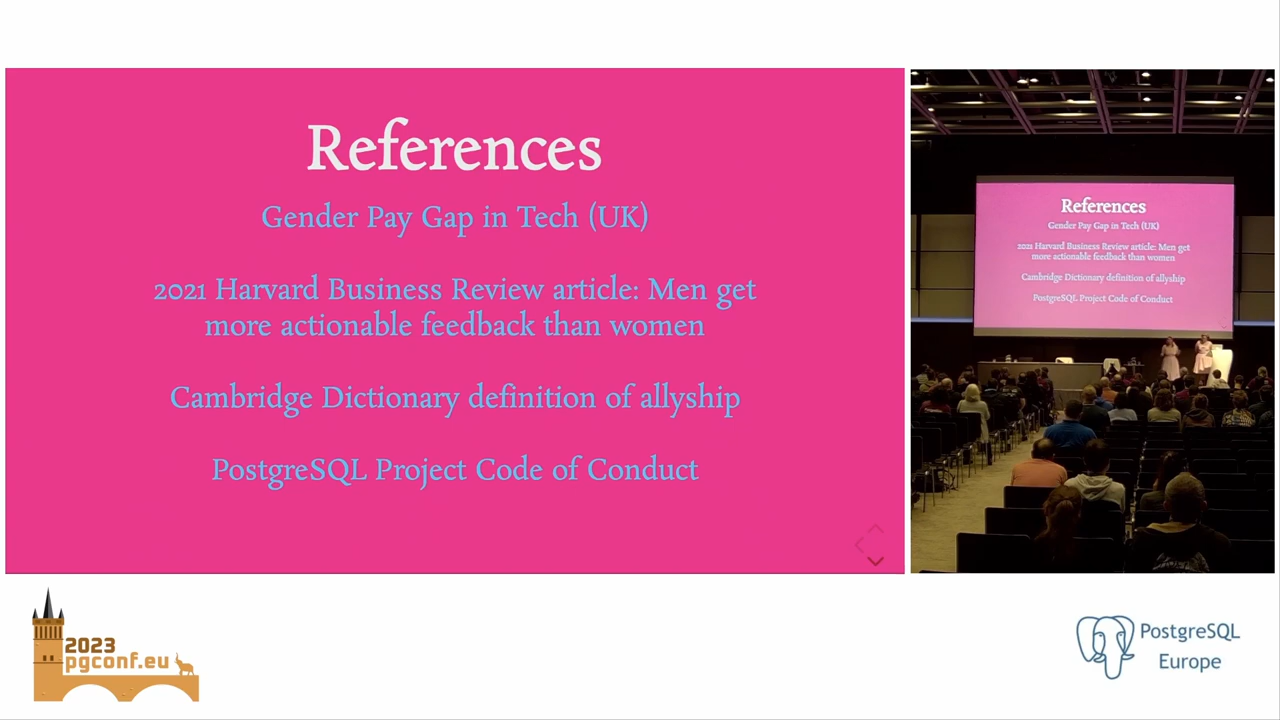 References
Gender Pay Gap in Tech (UK)
2021 Harvard Business Review article: Men get
more actionable feedback than women
Cambridge Dictionary definition of allyship
PostgreSQL Project Code of Conduct
References
Gender Pay Gap in Tech (UK)
2021 Harvard Business Review article: Men get
more actionable feedback than women
Cambridge Dictionary definition of allyship
PostgreSQL Project Code of Conduct
2023
pgconf.eu
PostgreSQL
Europe